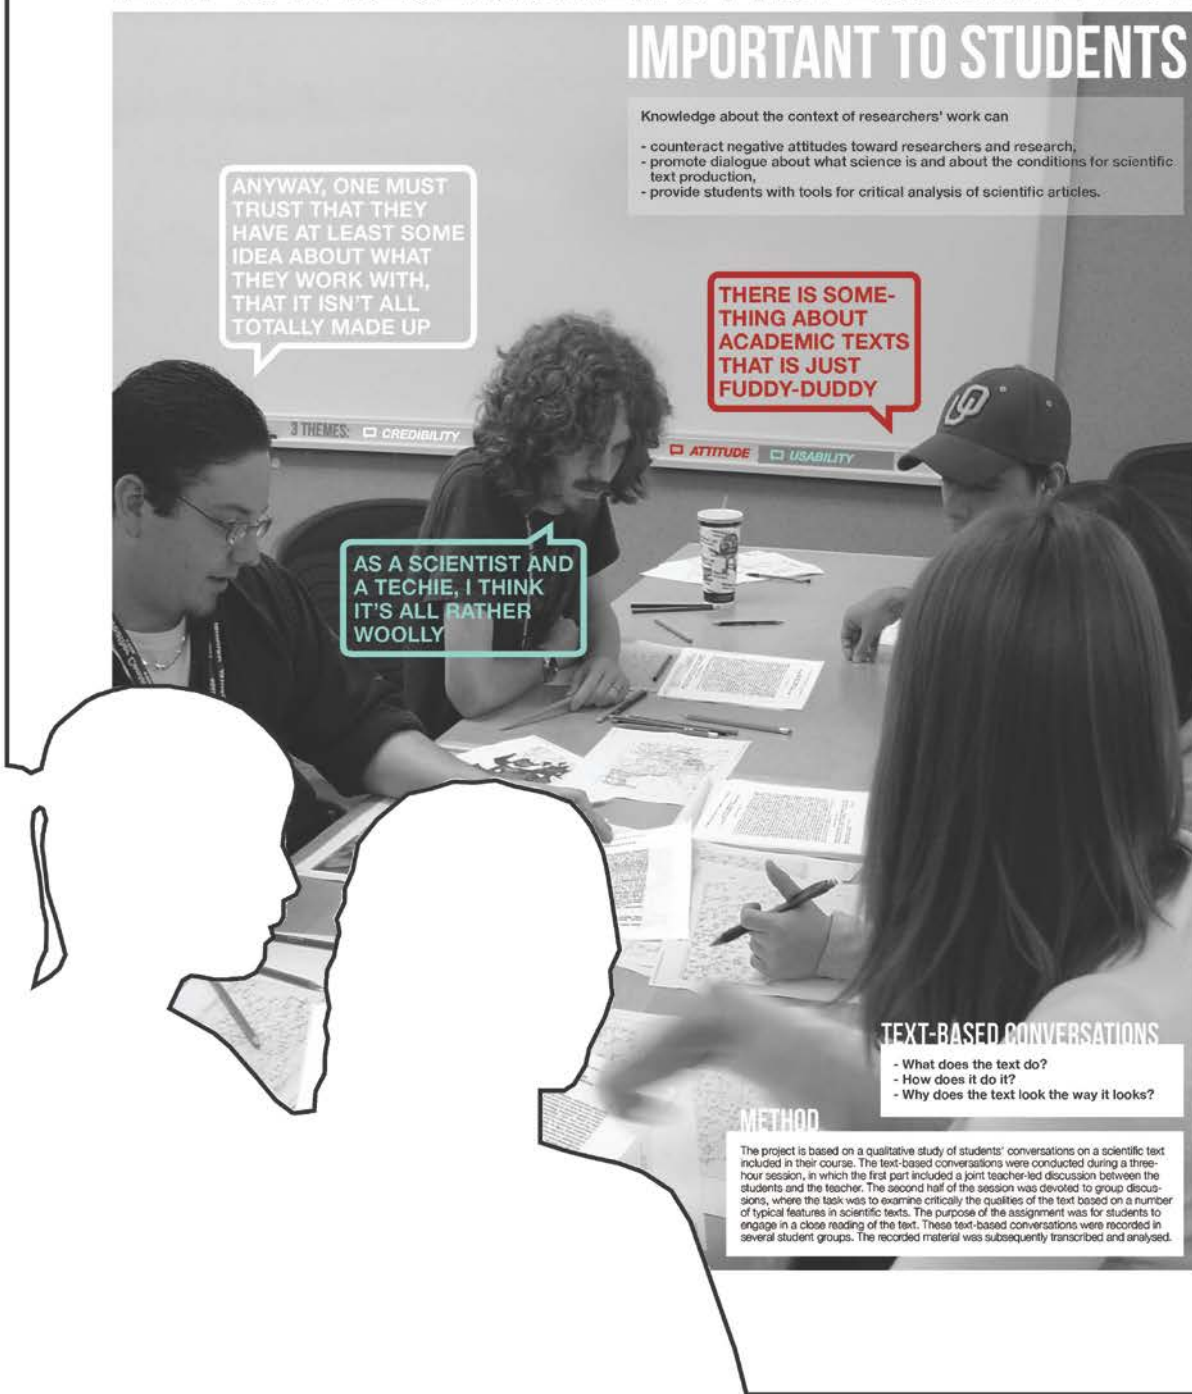 IMPORTANT TO STUDENTS
Knowledge about the context of researchers' work can
- counteract negative attitudes toward researchers and research,
- promote dialogue about what science is and about the conditions for scientific
text production,
- provide students with tools for critical analysis of scientific articles.
ANYWAY, ONE MUST
TRUST THAT THEY
HAVE AT LEAST SOME
IDEA ABOUT WHAT
THEY WORK WITH,
THAT IT ISN'T ALL
TOTALLY MADE UP
THERE IS SOME-
THING ABOUT
ACADEMIC TEXTS
THAT IS JUST
FUDDY-DUDDY
3 THEMES: CREDIBILITY
ATTITUDE USABILITY
AS A SCIENTIST AND
A TECHIE, I THINK
IT'S ALL RATHER
WOOLLY
TEXT-BASED CONVERSATIONS
- What does the text do?
- How does it do it?
- Why does the text look the way it looks?
METHOD
The project is based on a qualitative study of students' conversations on a scientific text
included in their course. The text-based conversations were conducted during a three-
hour session, in which the first part included a joint teacher-led discussion between the
students and the teacher. The second half of the session was devoted to group discus-
sions, where the task was to examine critically the qualities of the text based on a number
of typical features in scientific texts. The purpose of the assignment was for students to
engage in a close reading of the text. These text-based conversations were recorded in
several student groups. The recorded material was subsequently transcribed and analysed.